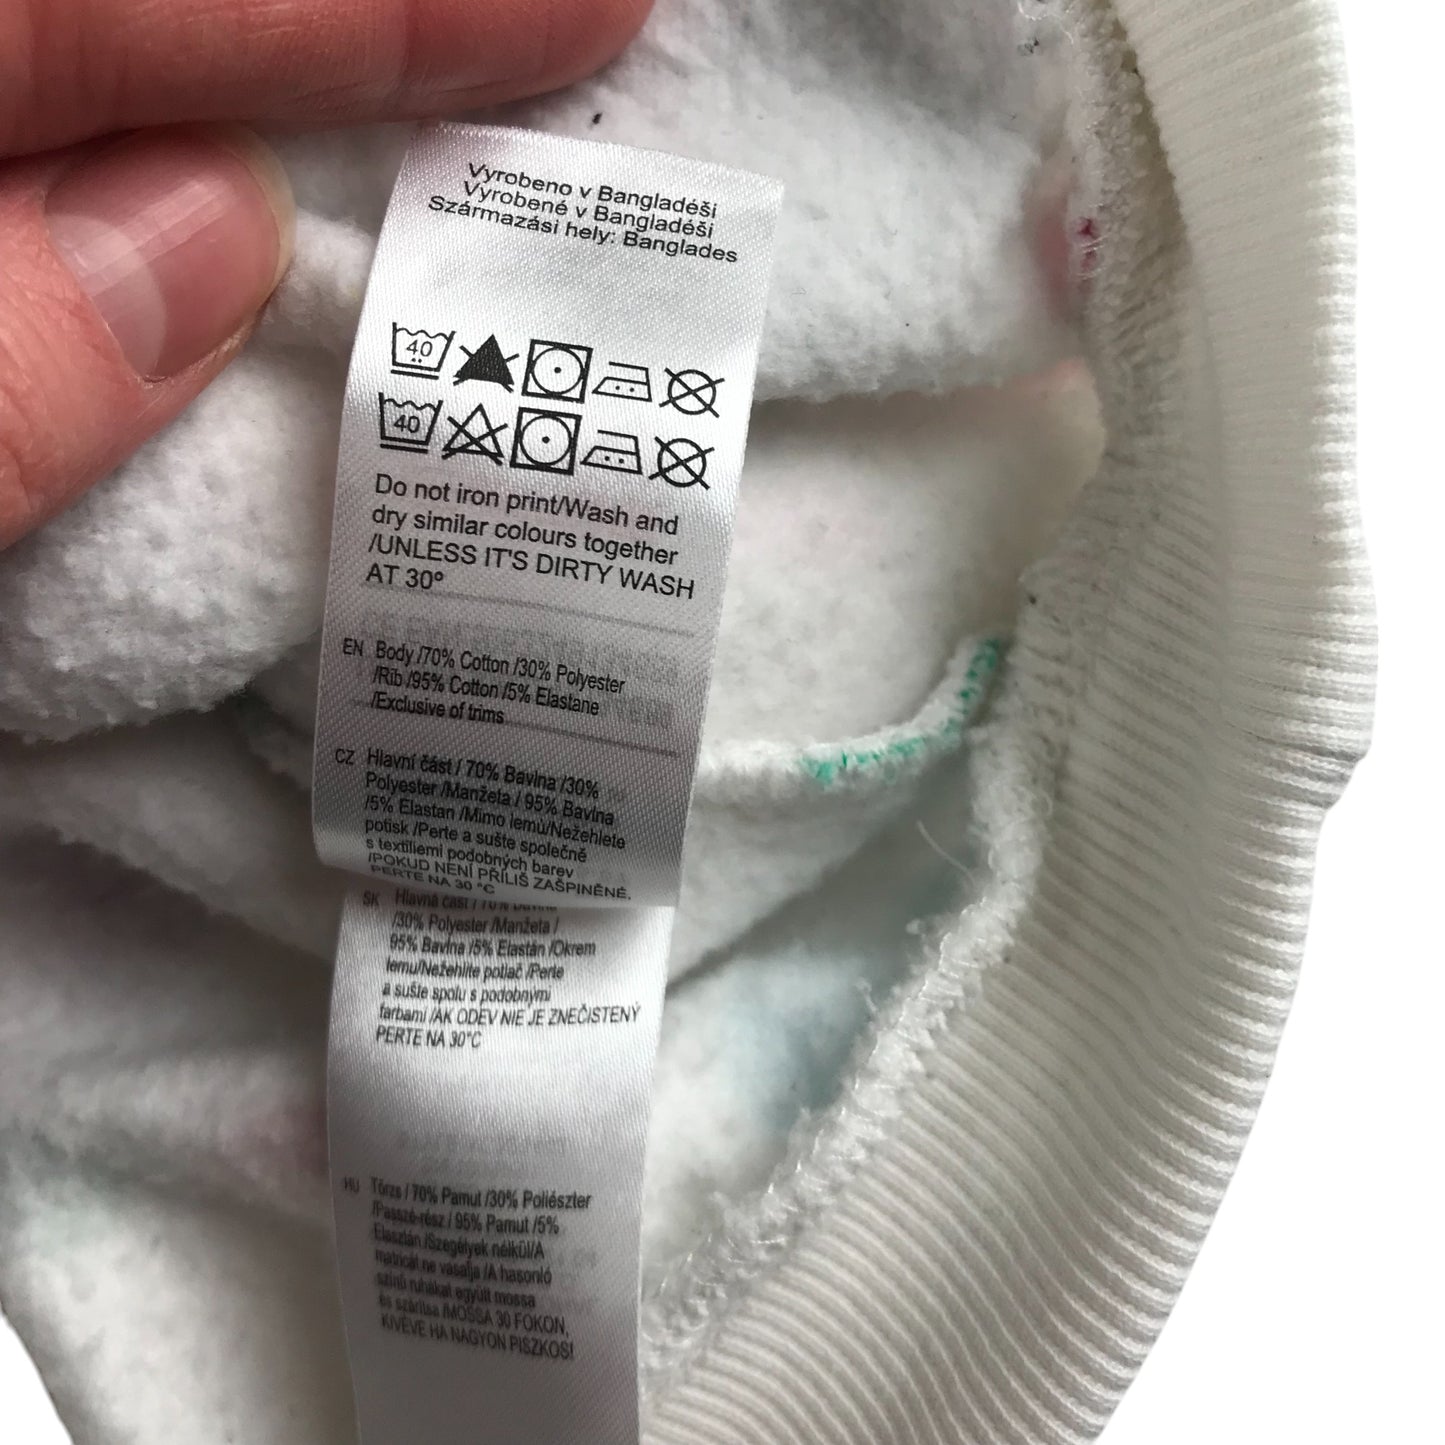 Vyrobeno v Bangladéši
Vyrobené v Bangladéši
Származási hely: Banglades
40
40
Do not iron print/Wash and
dry similar colours together
/UNLESS IT'S DIRTY WASH
AT 30°
EN Body /70% Cotton /30% Polyester
/Rib /95% Cotton /5% Elastane
/Exclusive of trims
CZ Hlavní část / 70% Bavlna /30%
Polyester /Manžeta / 95% Bavlna
/5% Elastan /Mimo lemů/Nežehlete
potisk /Perte a sušte společně
s textiliemi podobných barev
/POKUD NENÍ PŘÍLIŠ ZAŠPINĚNÉ,
PERTE NA 30 °C
SK Hlavná časť / 70% Bavlna
/30% Polyester /Manžeta /
95% Bavlna /5% Elastán /Okrem
lemu/Nežehlite potlač /Perte
a sušte spolu s podobnými
farbami /AK ODEV NIE JE ZNEČISTENÝ
PERTE NA 30°C
HU Törzs / 70% Pamut /30% Poliészter
/Passzé-rész / 95% Pamut /5%
Elasztán /Szegélyek nélkül/A
matricát ne vasalja /A hasonló
színű ruhákat együtt mossa
és szárítsa /MOSSA 30 FOKON,
KIVÉVE HA NAGYON PISZKOS!